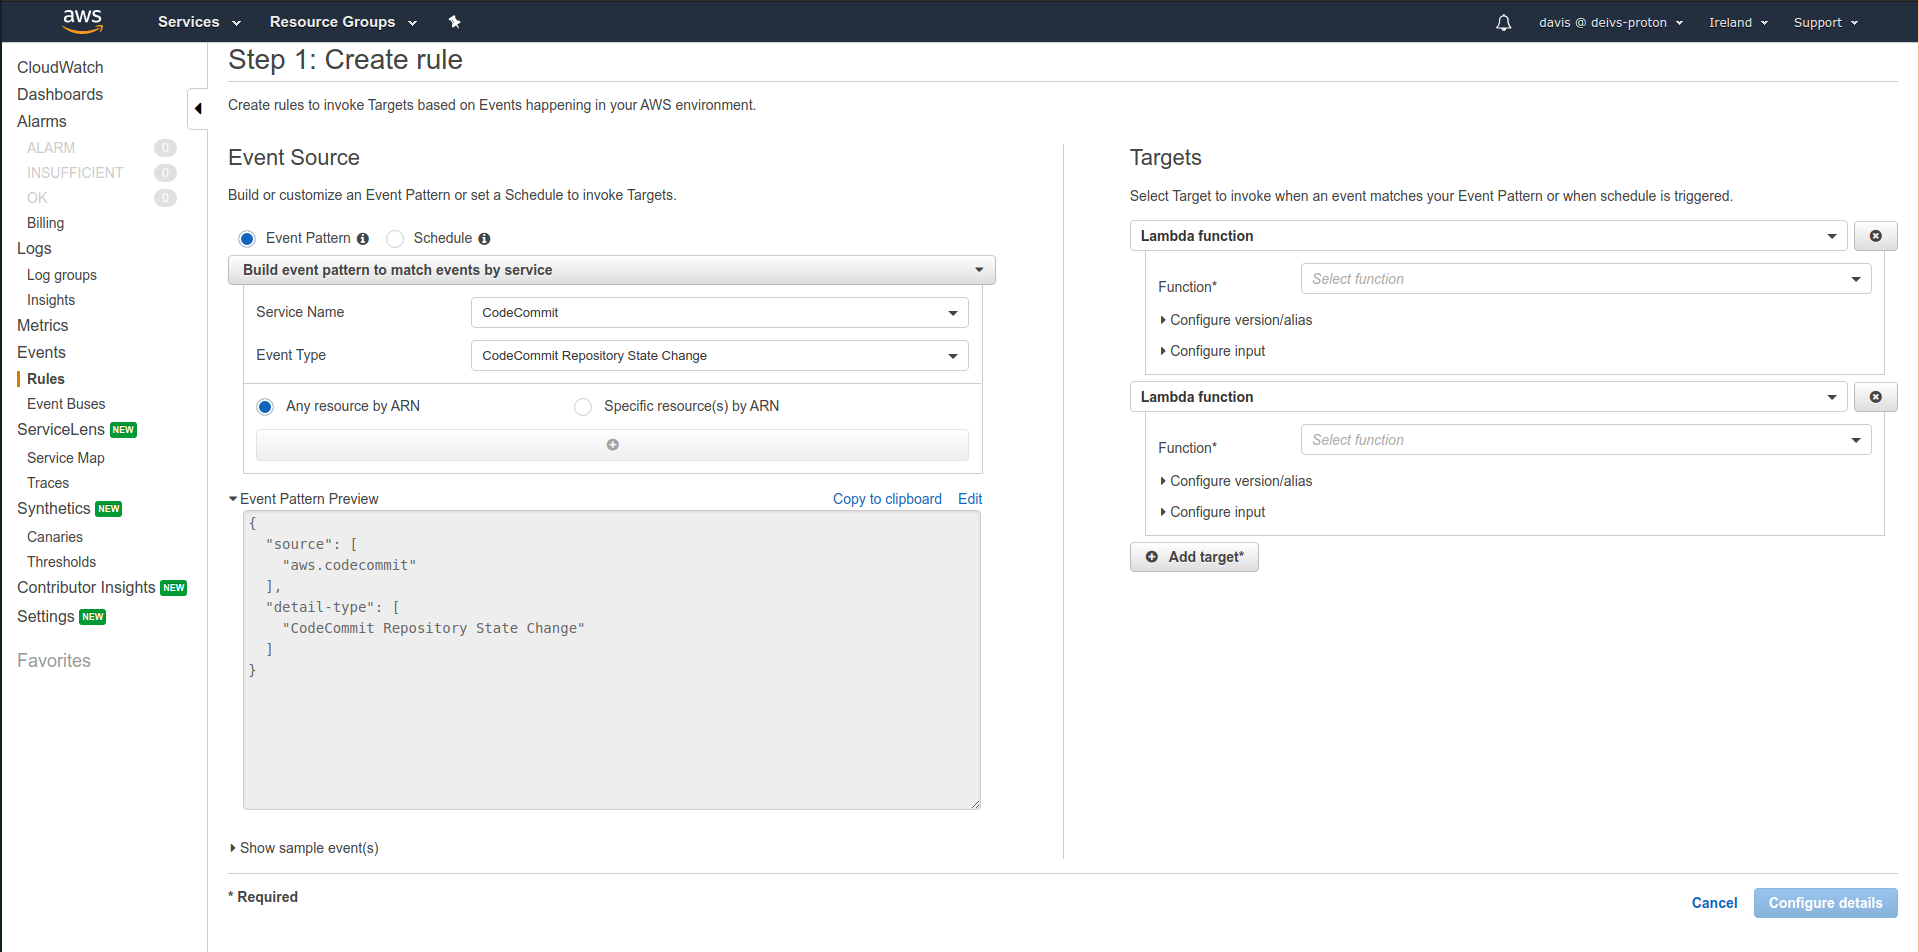 aws
Services
Resource Groups
davis @ deivs-proton
Ireland
Support
CloudWatch
Dashboards
Alarms
ALARM 0
INSUFFICIENT 0
OK 0
Billing
Logs
Log groups
Insights
Metrics
Events
Rules
Event Buses
ServiceLens NEW
Service Map
Traces
Synthetics NEW
Canaries
Thresholds
Contributor Insights NEW
Settings NEW
Favorites
Step 1: Create rule
Create rules to invoke Targets based on Events happening in your AWS environment.
Event Source
Build or customize an Event Pattern or set a Schedule to invoke Targets.
Event Pattern
Schedule
Build event pattern to match events by service
Service Name
CodeCommit
Event Type
CodeCommit Repository State Change
Any resource by ARN
Specific resource(s) by ARN
Event Pattern Preview
Copy to clipboard
Edit
{
"source": [
"aws.codecommit"
],
"detail-type": [
"CodeCommit Repository State Change"
]
}
Show sample event(s)
Targets
Select Target to invoke when an event matches your Event Pattern or when schedule is triggered.
Lambda function
Function*
Select function
Configure version/alias
Configure input
Lambda function
Function*
Select function
Configure version/alias
Configure input
Add target*
* Required
Cancel
Configure details